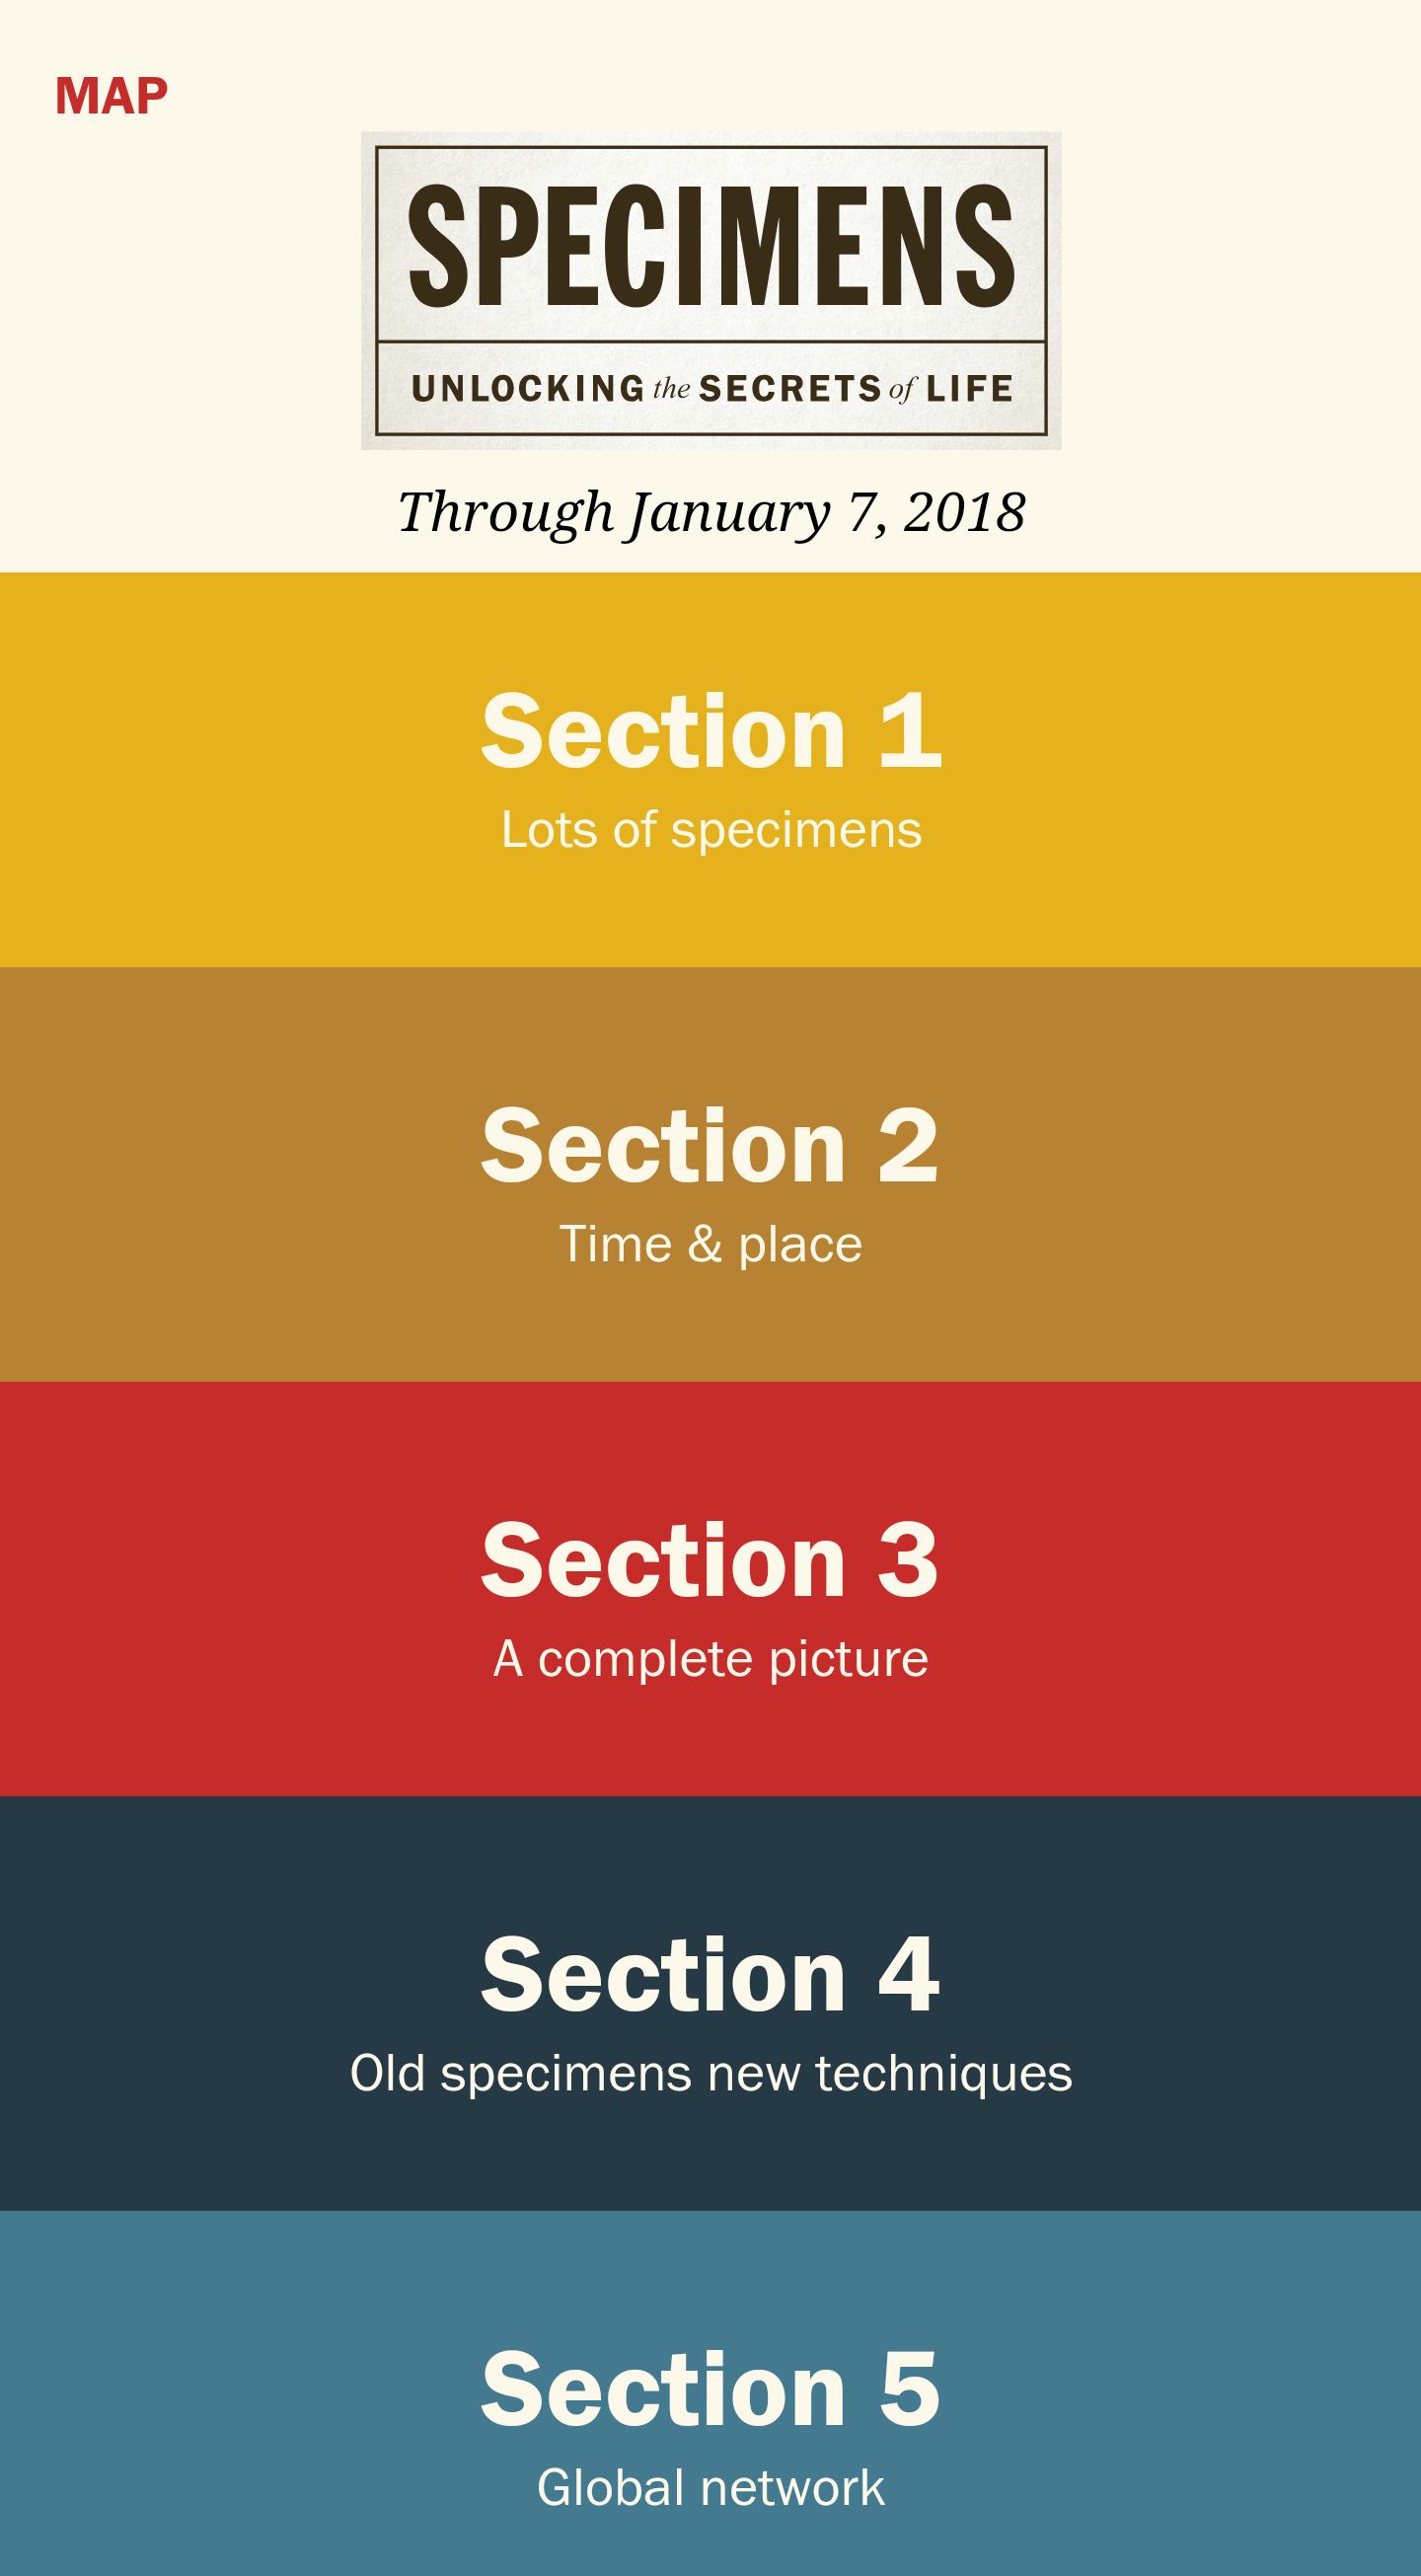 MAP
SPECIMENS
UNLOCKING the SECRETS of LIFE
Through January 7, 2018
Section 1
Lots of specimens
Section 2
Time & place
Section 3
A complete picture
Section 4
Old specimens new techniques
Section 5
Global network